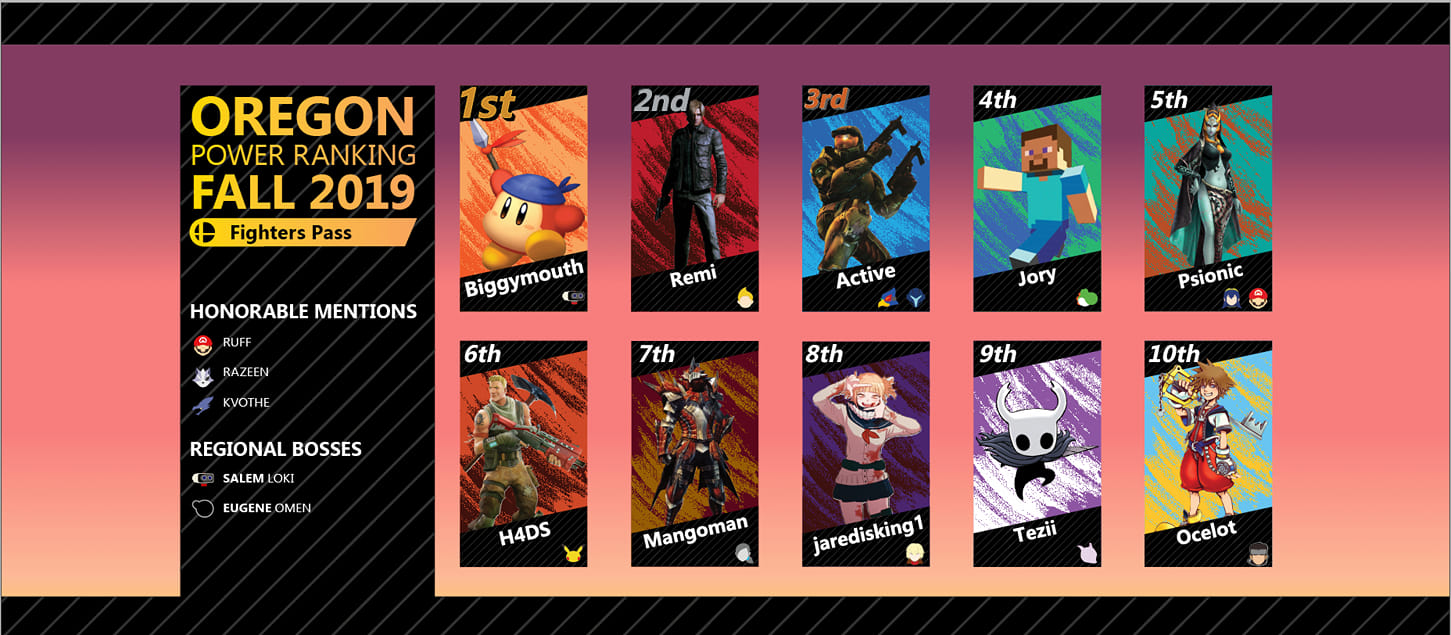 OREGON
POWER RANKING
FALL 2019
Fighters Pass
HONORABLE MENTIONS
RUFF
RAZEEN
KVOTHE
REGIONAL BOSSES
SALEM LOKI
EUGENE OMEN
1st
Biggymouth
2nd
Remi
3rd
Active
4th
Jory
5th
Psionic
6th
H4DS
7th
Mangoman
8th
jaredisking1
9th
Tezii
10th
Ocelot